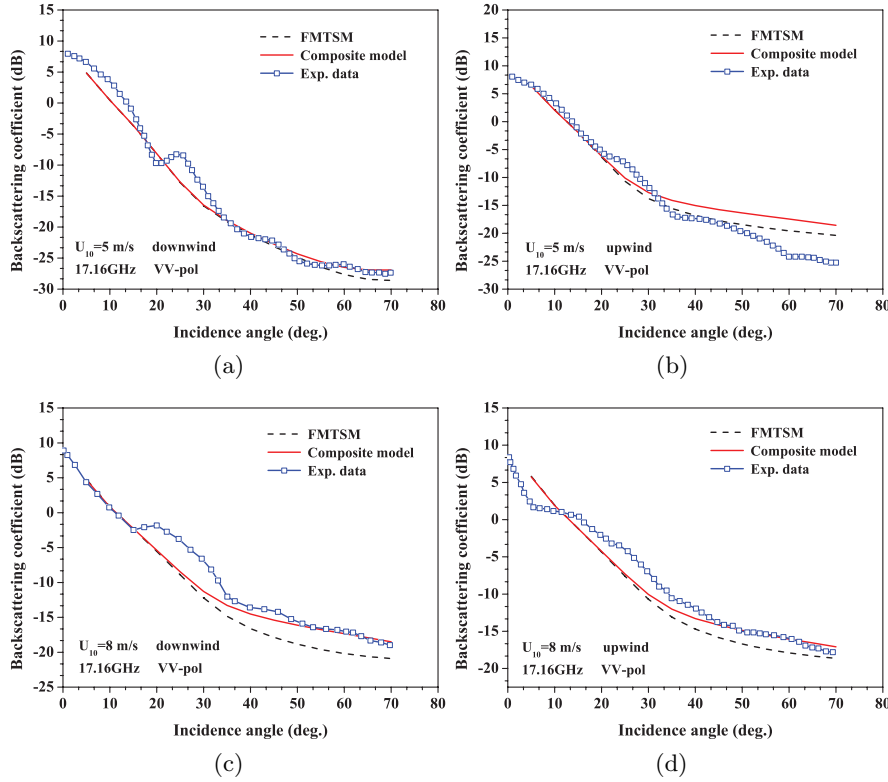 15
10
5
0
-5
-10
-15
-20
-25
-30
Backscattering coefficient (dB)
FMTSM
Composite model
Exp. data
U10=5 m/s downwind
17.16GHz VV-pol
0 10 20 30 40 50 60 70 80
Incidence angle (deg.)
(a)
20
15
10
5
0
-5
-10
-15
-20
-25
-30
Backscattering coefficient (dB)
FMTSM
Composite model
Exp. data
U10=5 m/s upwind
17.16GHz VV-pol
0 10 20 30 40 50 60 70 80
Incidence angle (deg.)
(b)
15
10
5
0
-5
-10
-15
-20
-25
Backscattering coefficient (dB)
FMTSM
Composite model
Exp. data
U10=8 m/s downwind
17.16GHz VV-pol
0 10 20 30 40 50 60 70 80
Incidence angle (deg.)
(c)
15
10
5
0
-5
-10
-15
-20
Backscattering coefficient (dB)
FMTSM
Composite model
Exp. data
U10=8 m/s upwind
17.16GHz VV-pol
0 10 20 30 40 50 60 70 80
Incidence angle (deg.)
(d)